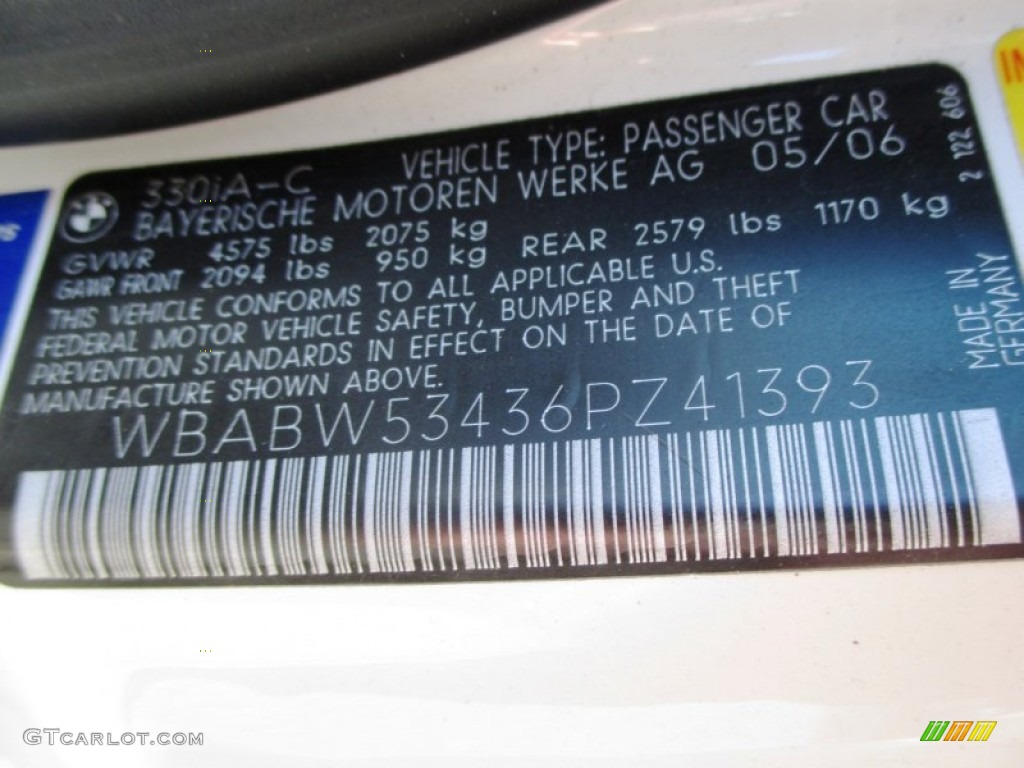 330iA-C VEHICLE TYPE: PASSENGER CAR
BAYERISCHE MOTOREN WERKE AG 05/06
GVWR 4575 lbs 2075 kg
GAWR FRONT 2094 lbs 950 kg REAR 2579 lbs 1170 kg
THIS VEHICLE CONFORMS TO ALL APPLICABLE U.S.
FEDERAL MOTOR VEHICLE SAFETY, BUMPER AND THEFT
PREVENTION STANDARDS IN EFFECT ON THE DATE OF
MANUFACTURE SHOWN ABOVE.
WBABW53436PZ41393
2 122 606
MADE IN
GERMANY
GTCARLOT.COM